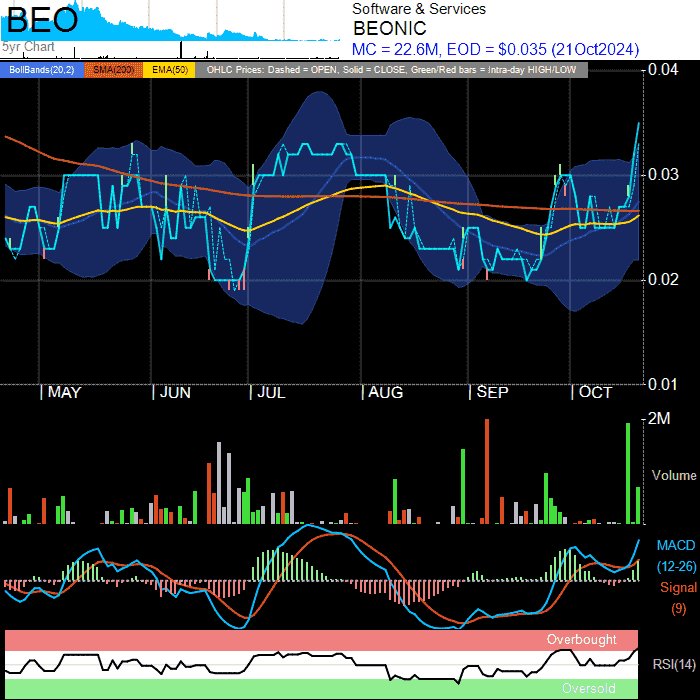 BEO
Software & Services
BEONIC
5yr Chart
MC = 22.6M, EOD = $0.035 (21Oct2024)
BollBands(20,2) SMA(200) EMA(50) OHLC Prices: Dashed = OPEN, Solid = CLOSE, Green/Red bars = Intra-day HIGH/LOW
0.04
0.03
0.02
0.01
MAY JUN JUL AUG SEP OCT
2M
Volume
MACD
(12-26)
Signal
(9)
Overbought
RSI(14)
Oversold